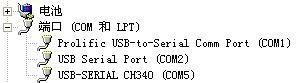 电池
端口 (COM 和 LPT)
Prolific USB-to-Serial Comm Port (COM1)
USB Serial Port (COM2)
USB-SERIAL CH340 (COM5)